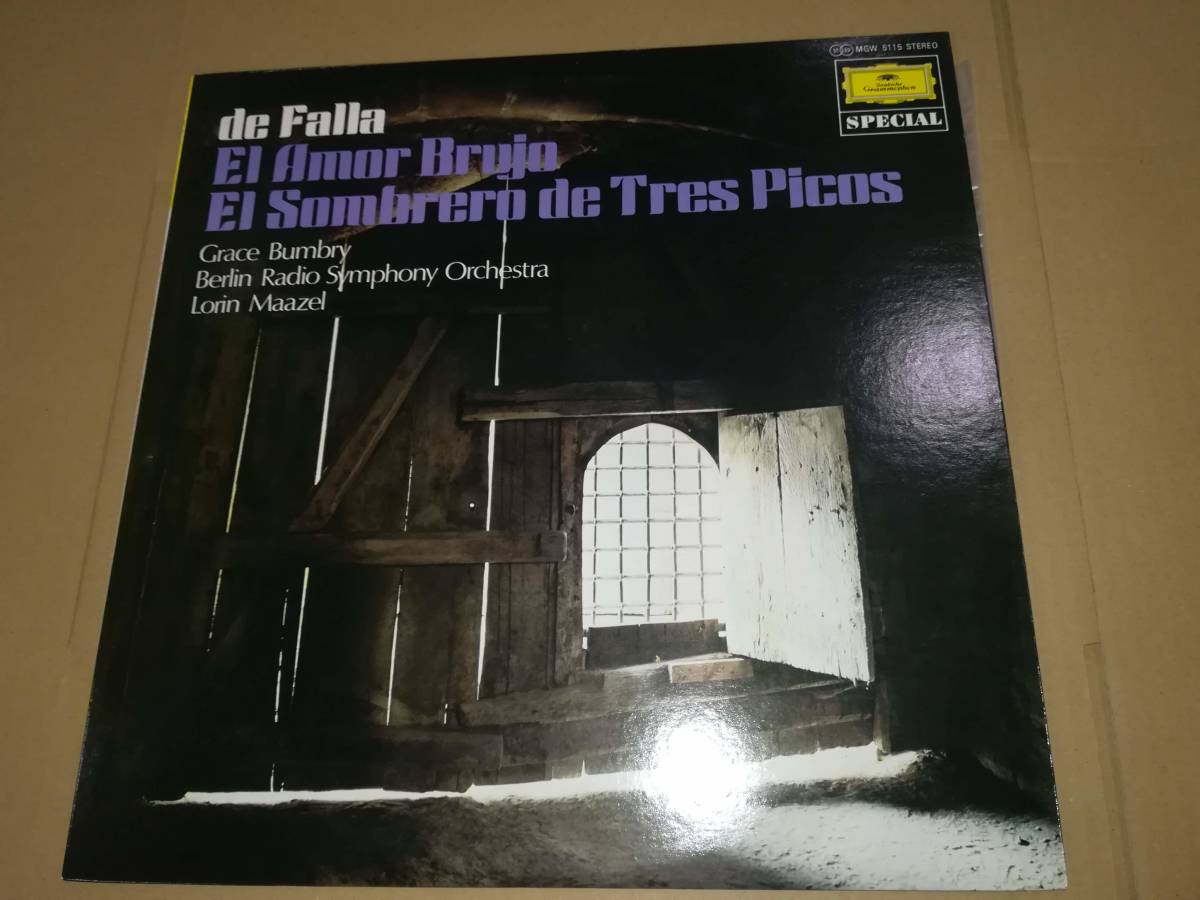 MGW 5115 STEREO
Deutsche
Grammophon
SPECIAL
de Falla
El Amor Brujo
El Sombrero de Tres Picos
Grace Bumbry
Berlin Radio Symphony Orchestra
Lorin Maazel